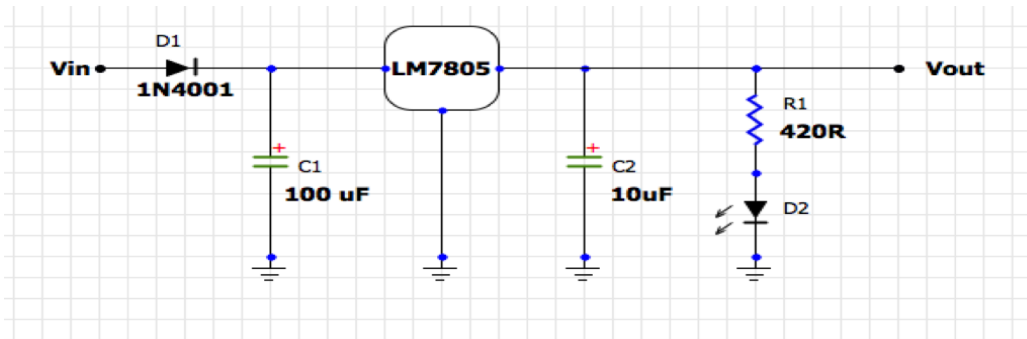 D1
Vin
1N4001
LM7805
Vout
+
C1
100 uF
+
C2
10uF
R1
420R
D2